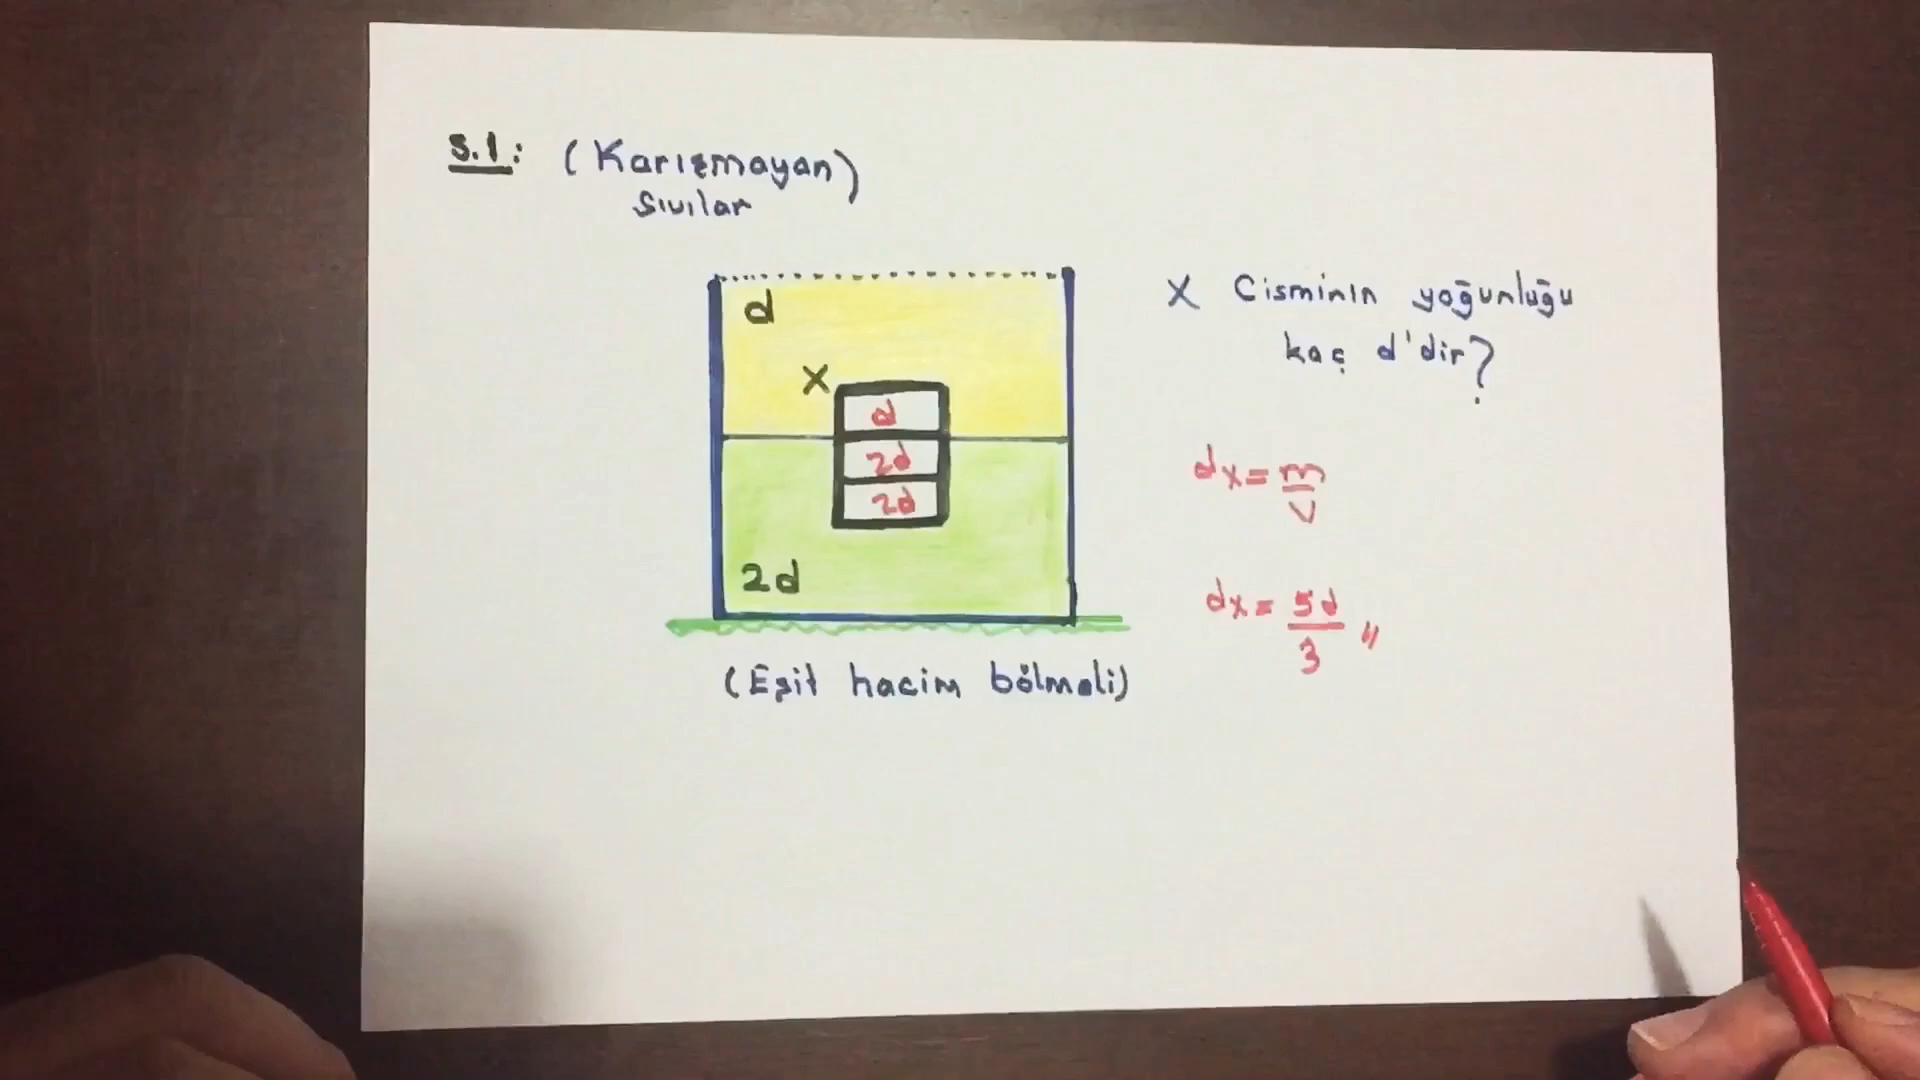 S.1: (Karışmayan)
Sıvılar
d
X
d
2d
2d
2d
(Eşit hacim bölmeli)
X Cisminin yoğunluğu
kaç d'dir?
dx = m/V
dx = 5d/3 "